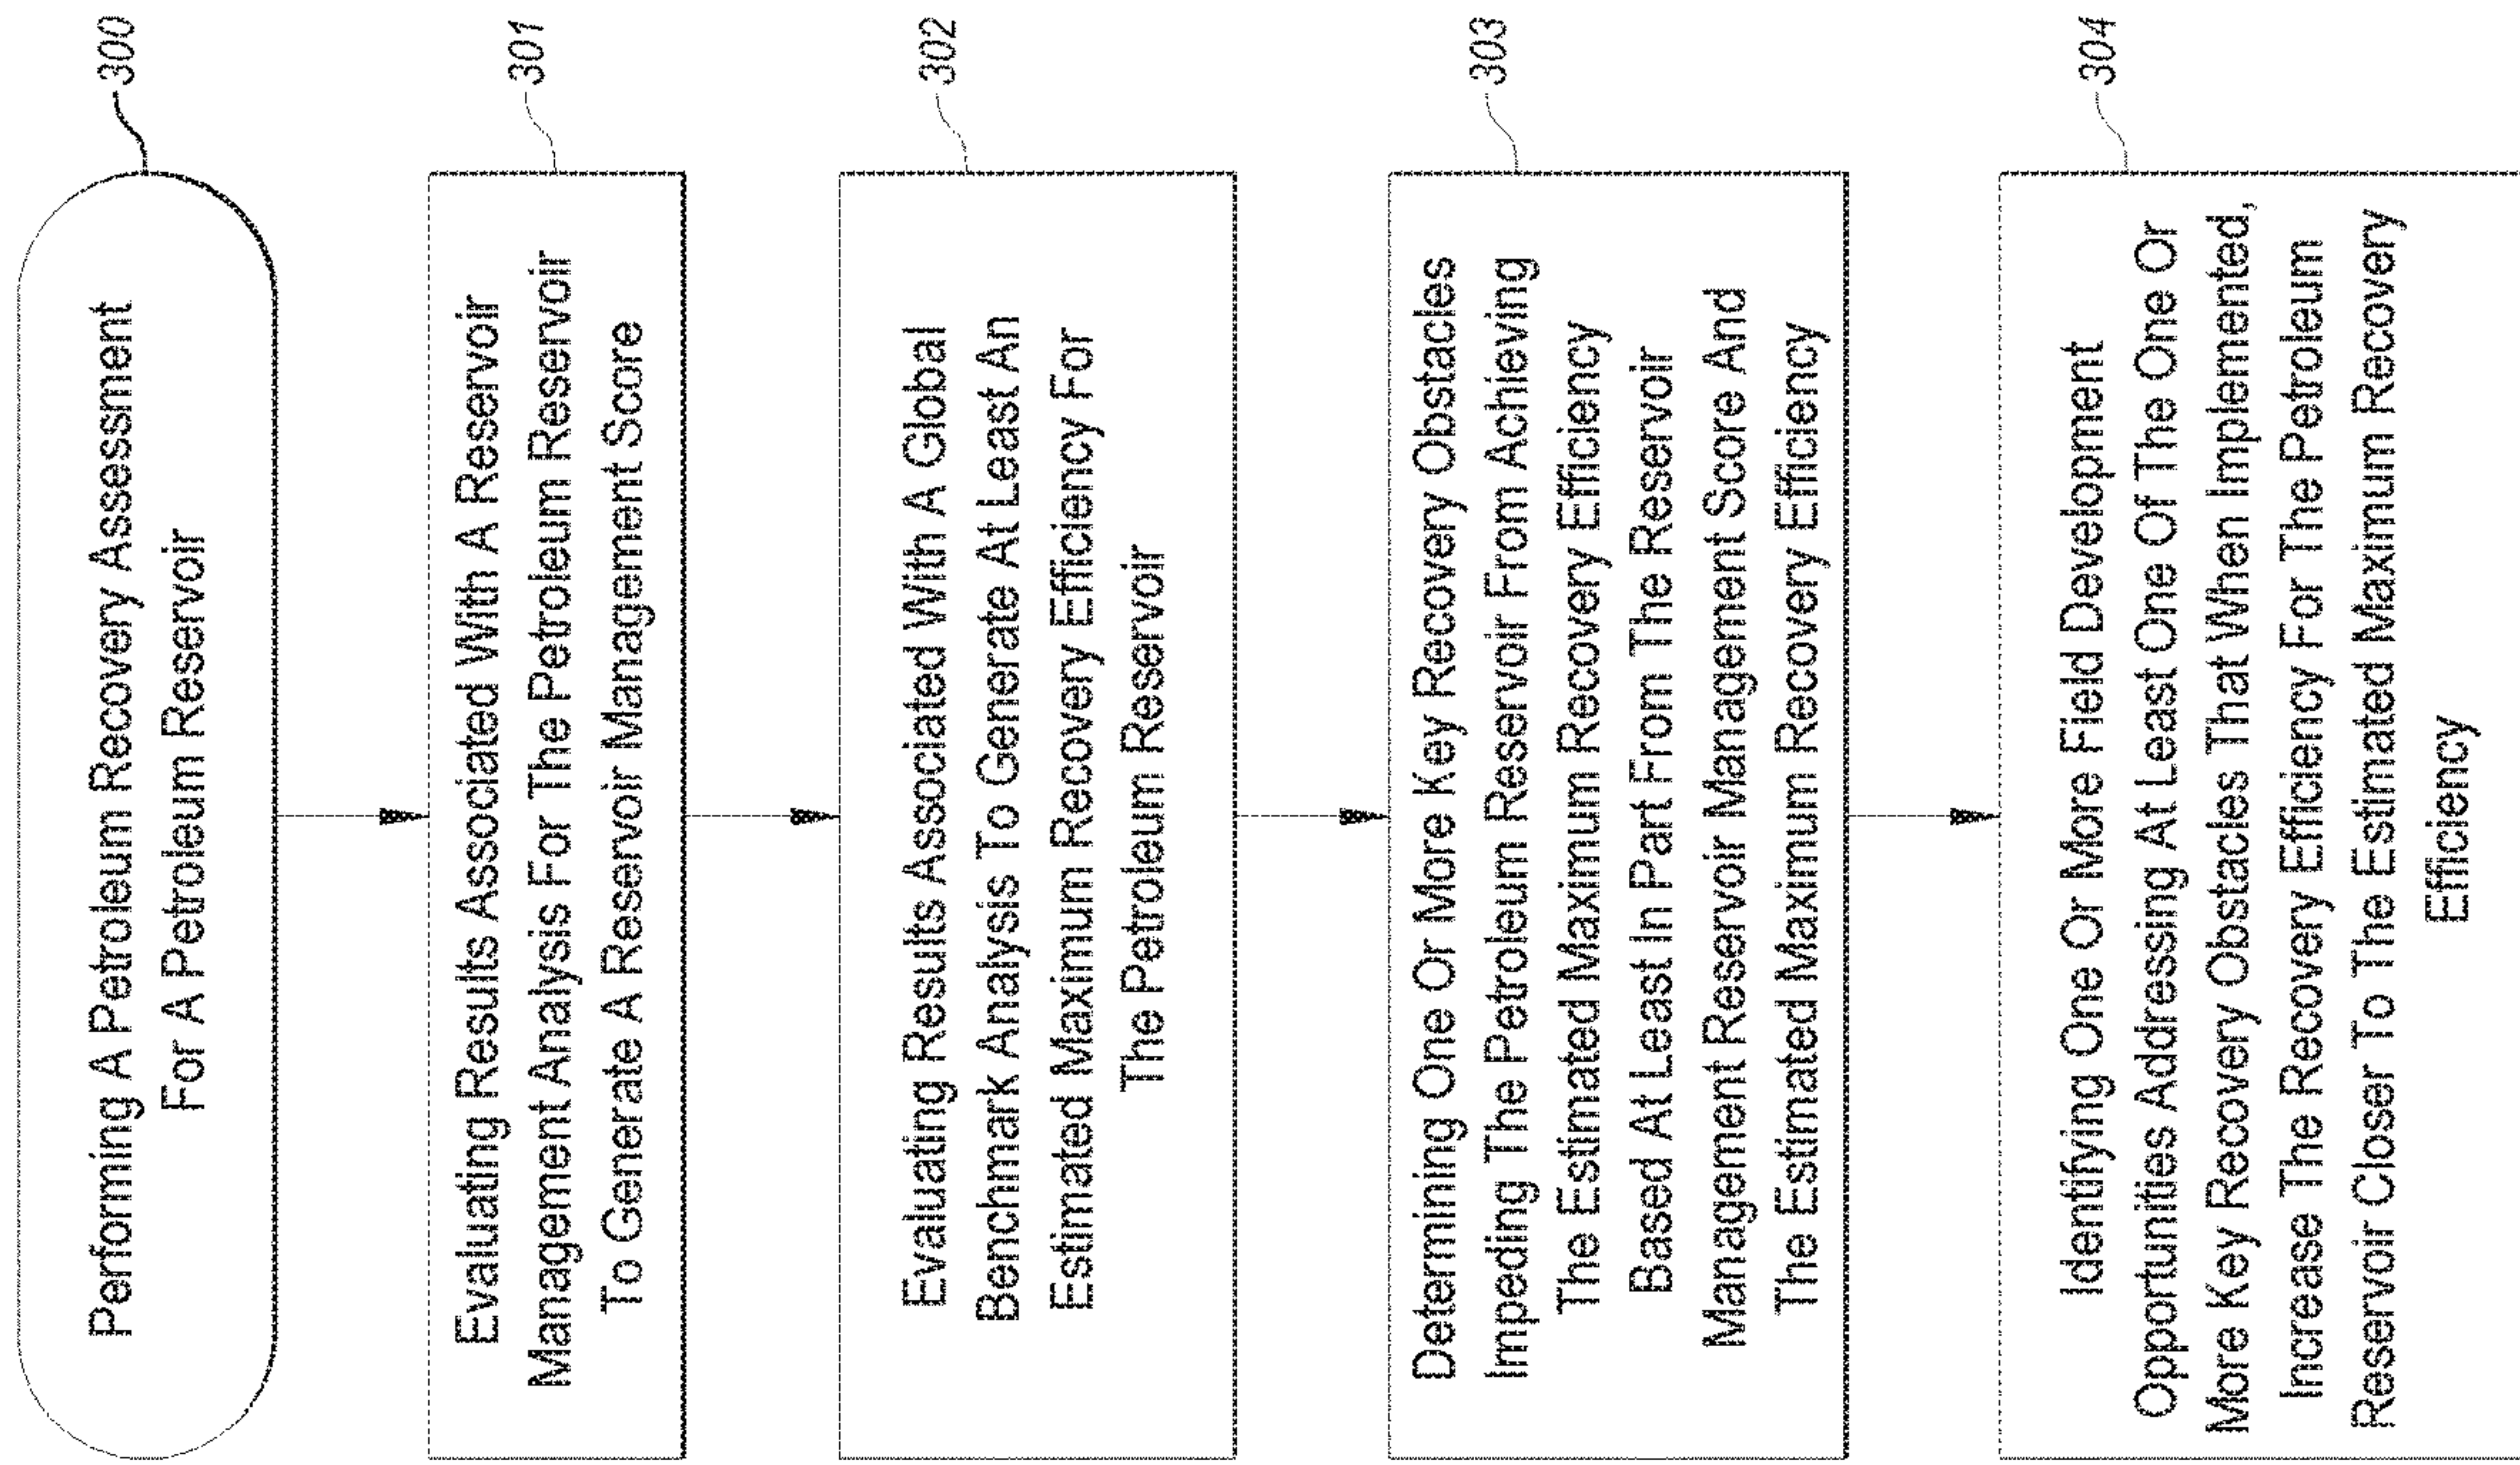 Performing A Petroleum Recovery Assessment
For A Petroleum Reservoir
300
Evaluating Results Associated With A Reservoir
Management Analysis For The Petroleum Reservoir
To Generate A Reservoir Management Score
301
Evaluating Results Associated With A Global
Benchmark Analysis To Generate At Least An
Estimated Maximum Recovery Efficiency For
The Petroleum Reservoir
302
Determining One Or More Key Recovery Obstacles
Impeding The Petroleum Reservoir From Achieving
The Estimated Maximum Recovery Efficiency
Based At Least In Part From The Reservoir
Management Reservoir Management Score And
The Estimated Maximum Recovery Efficiency
303
Identifying One Or More Field Development
Opportunities Addressing At Least One Of The One Or
More Key Recovery Obstacles That When Implemented,
Increase The Recovery Efficiency For The Petroleum
Reservoir Closer To The Estimated Maximum Recovery
Efficiency
304